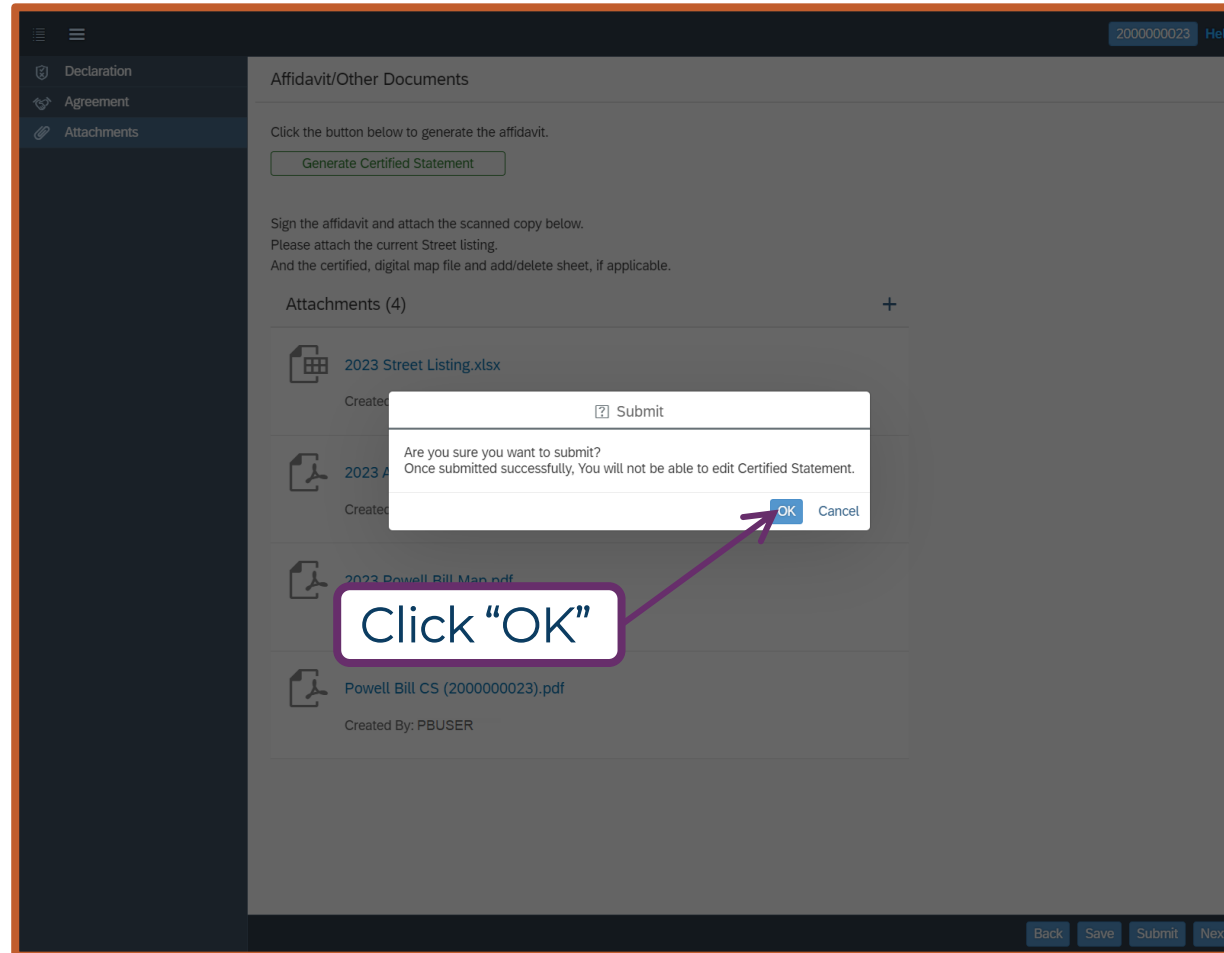 2000000023 Hel
Declaration
Agreement
Attachments
Affidavit/Other Documents
Click the button below to generate the affidavit.
Generate Certified Statement
Sign the affidavit and attach the scanned copy below.
Please attach the current Street listing.
And the certified, digital map file and add/delete sheet, if applicable.
Attachments (4) +
2023 Street Listing.xlsx
Created
? Submit
Are you sure you want to submit?
Once submitted successfully, You will not be able to edit Certified Statement.
OK Cancel
2023 A
Created
2023 Powell Bill Map.pdf
Click “OK”
Powell Bill CS (2000000023).pdf
Created By: PBUSER
Back Save Submit Nex